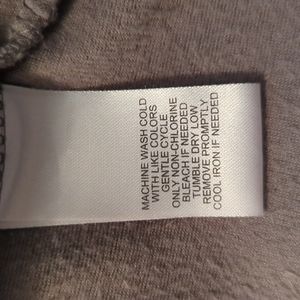 MACHINE WASH COLD
WITH LIKE COLORS
GENTLE CYCLE
ONLY NON-CHLORINE
BLEACH IF NEEDED
TUMBLE DRY LOW
REMOVE PROMPTLY
COOL IRON IF NEEDED